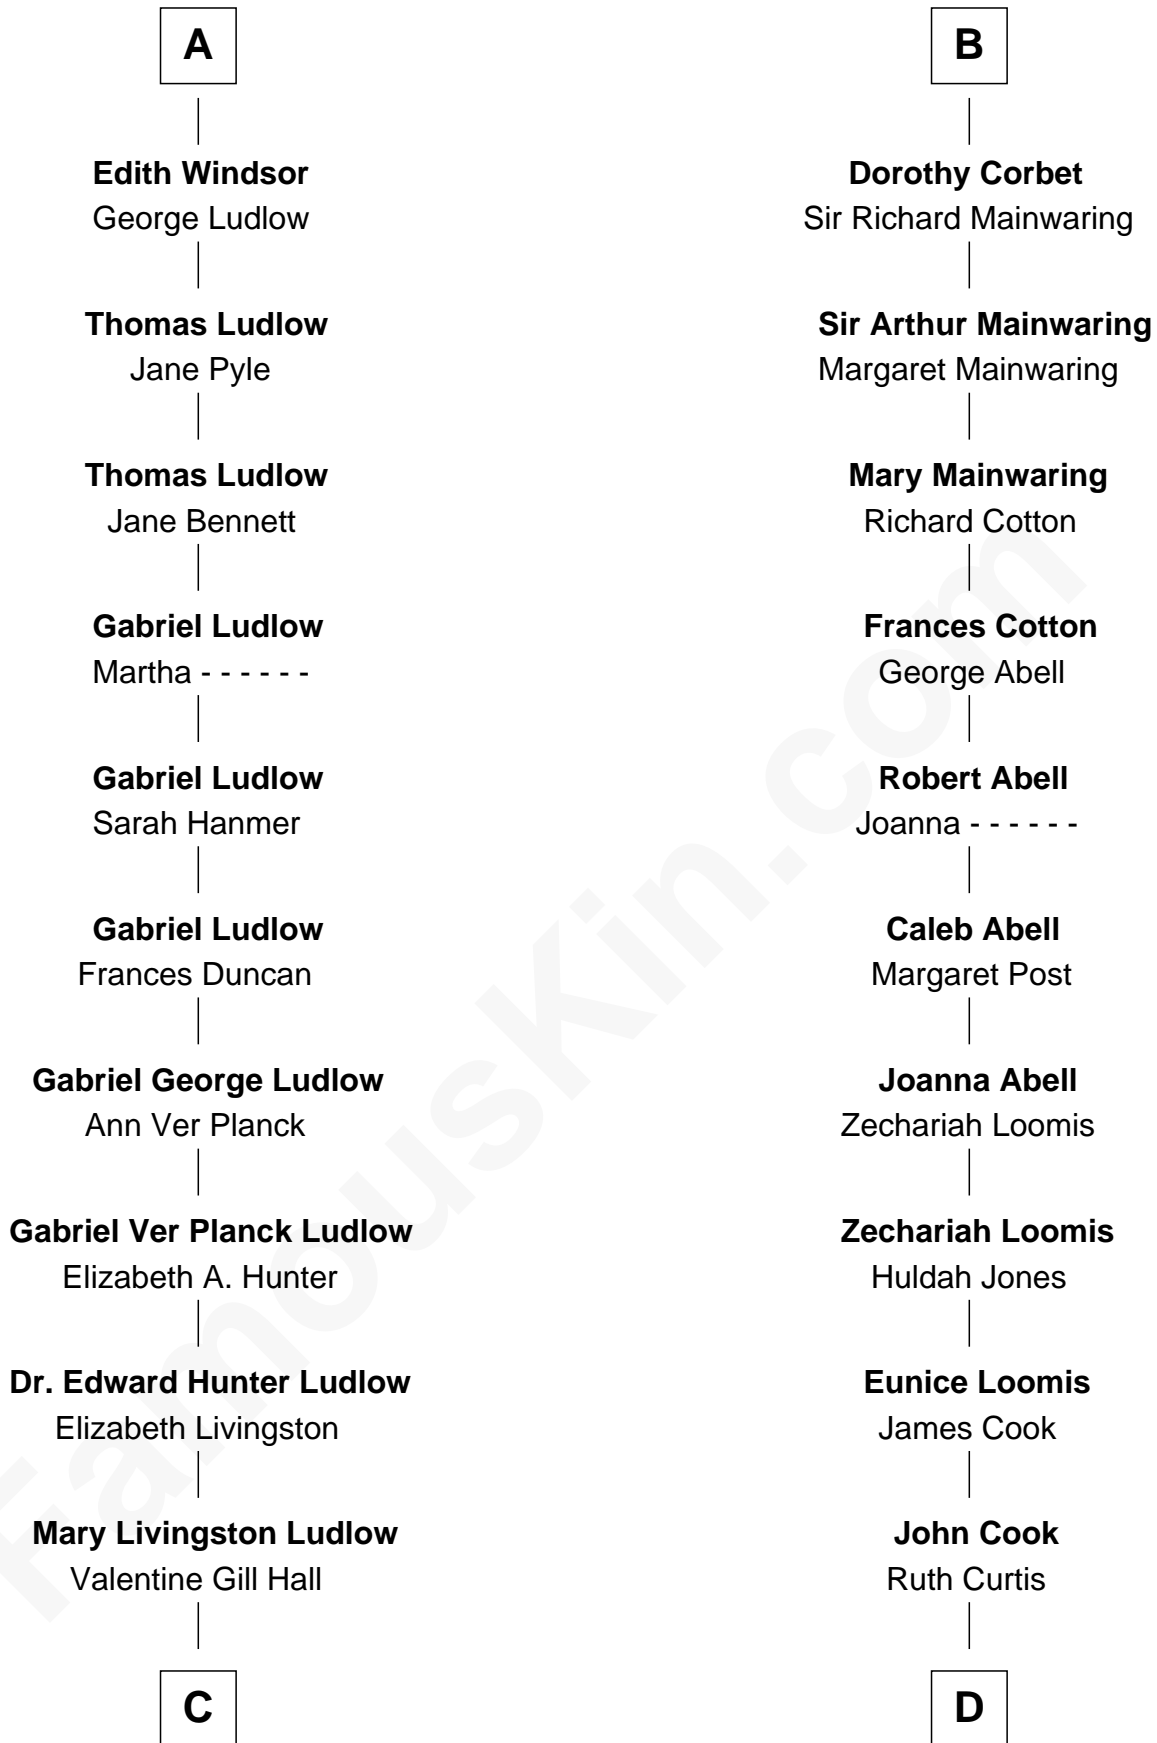 A
Edith Windsor
George Ludlow
Thomas Ludlow
Jane Pyle
Thomas Ludlow
Jane Bennett
Gabriel Ludlow
Martha - - - - - -
Gabriel Ludlow
Sarah Hanmer
Gabriel Ludlow
Frances Duncan
Gabriel George Ludlow
Ann Ver Planck
Gabriel Ver Planck Ludlow
Elizabeth A. Hunter
Dr. Edward Hunter Ludlow
Elizabeth Livingston
Mary Livingston Ludlow
Valentine Gill Hall
C
B
Dorothy Corbet
Sir Richard Mainwaring
Sir Arthur Mainwaring
Margaret Mainwaring
Mary Mainwaring
Richard Cotton
Frances Cotton
George Abell
Robert Abell
Joanna - - - - - -
Caleb Abell
Margaret Post
Joanna Abell
Zechariah Loomis
Zechariah Loomis
Huldah Jones
Eunice Loomis
James Cook
John Cook
Ruth Curtis
D
FamousKin.com